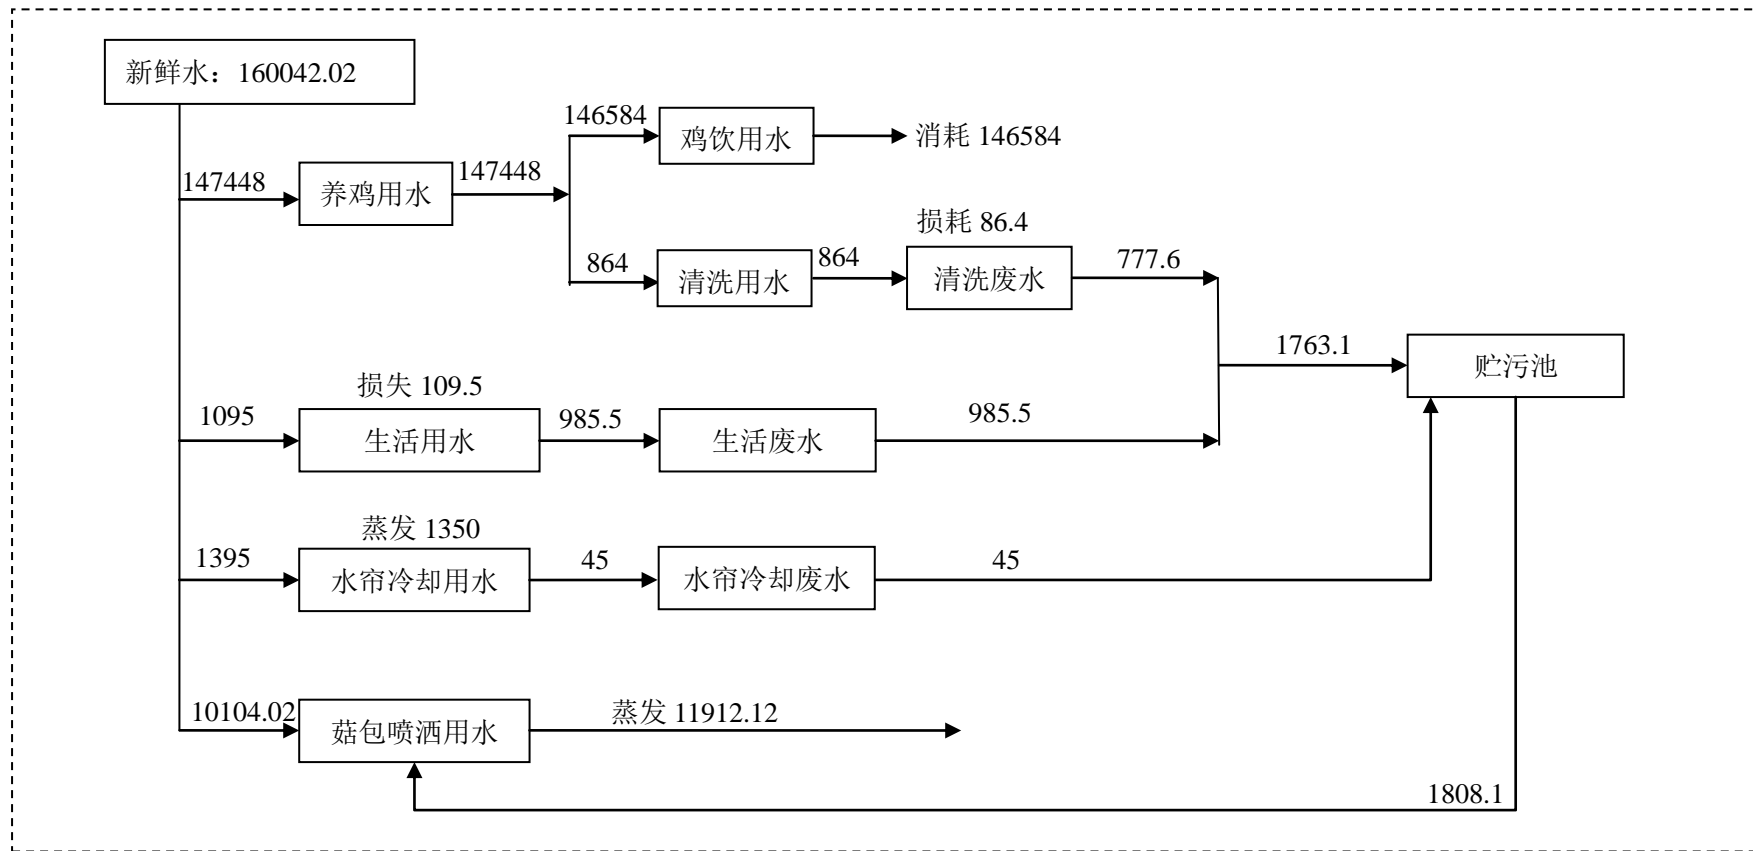 新鲜水：160042.02
146584
鸡饮用水
消耗 146584
147448
养鸡用水
147448
损耗 86.4
864
清洗用水
864
清洗废水
777.6
1763.1
贮污池
损失 109.5
1095
生活用水
985.5
生活废水
985.5
蒸发 1350
1395
水帘冷却用水
45
水帘冷却废水
45
10104.02
菇包喷洒用水
蒸发 11912.12
1808.1